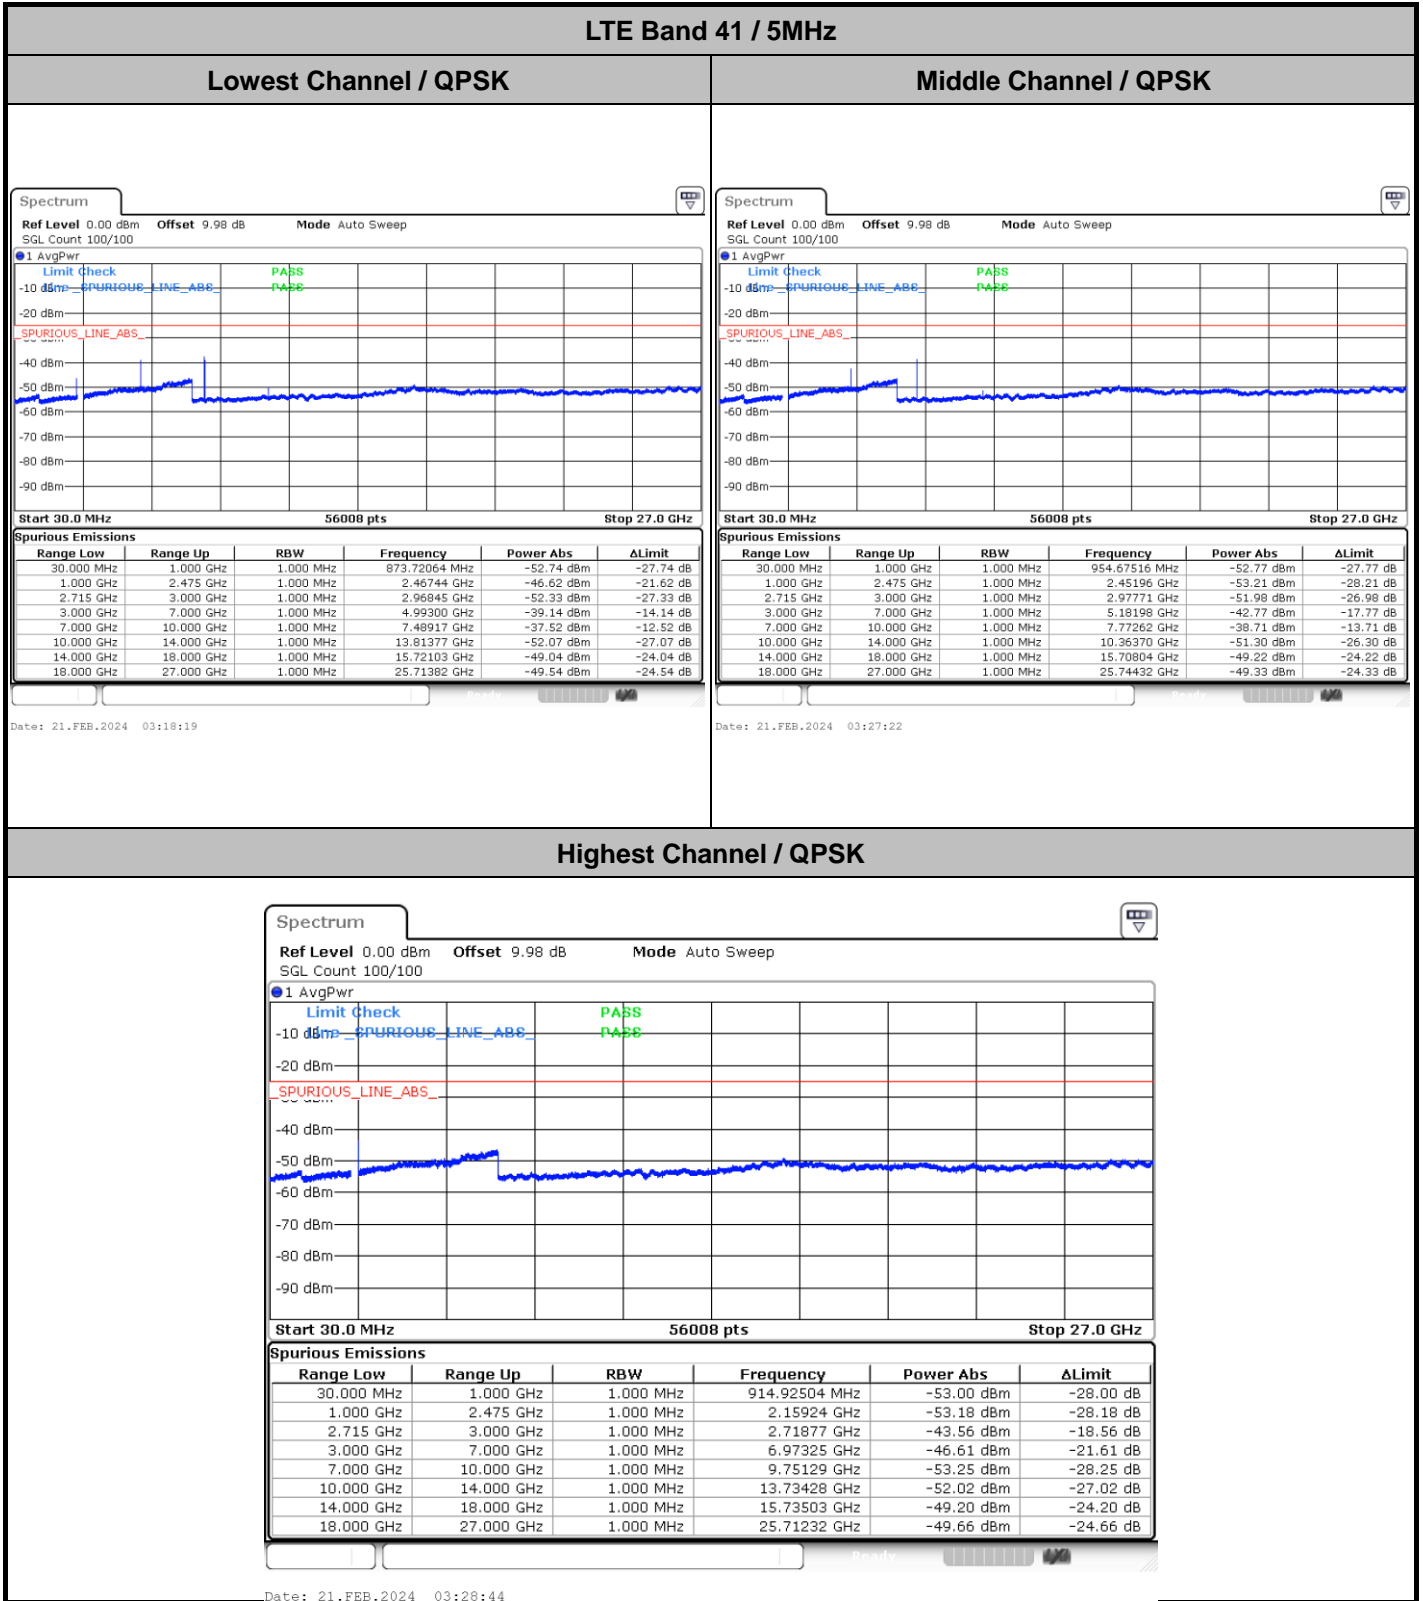 LTE Band 41 / 5MHz
Lowest Channel / QPSK
Middle Channel / QPSK
Spectrum
Ref Level 0.00 dBm Offset 9.98 dB Mode Auto Sweep
SGL Count 100/100
1 AvgPwr
Limit Check PASS
-10 dBm
Line _SPURIOUS_LINE_ABS_ PASS
-20 dBm
_SPURIOUS_LINE_ABS_
-40 dBm
-50 dBm
-60 dBm
-70 dBm
-80 dBm
-90 dBm
Start 30.0 MHz 56008 pts Stop 27.0 GHz
Spurious Emissions
Range Low Range Up RBW Frequency Power Abs ΔLimit
30.000 MHz 1.000 GHz 1.000 MHz 873.72064 MHz -52.74 dBm -27.74 dB
1.000 GHz 2.475 GHz 1.000 MHz 2.46744 GHz -46.62 dBm -21.62 dB
2.715 GHz 3.000 GHz 1.000 MHz 2.96845 GHz -52.33 dBm -27.33 dB
3.000 GHz 7.000 GHz 1.000 MHz 4.99300 GHz -39.14 dBm -14.14 dB
7.000 GHz 10.000 GHz 1.000 MHz 7.48917 GHz -37.52 dBm -12.52 dB
10.000 GHz 14.000 GHz 1.000 MHz 13.81377 GHz -52.07 dBm -27.07 dB
14.000 GHz 18.000 GHz 1.000 MHz 15.72103 GHz -49.04 dBm -24.04 dB
18.000 GHz 27.000 GHz 1.000 MHz 25.71382 GHz -49.54 dBm -24.54 dB
Ready
Date: 21.FEB.2024 03:18:19
Spectrum
Ref Level 0.00 dBm Offset 9.98 dB Mode Auto Sweep
SGL Count 100/100
1 AvgPwr
Limit Check PASS
-10 dBm
Line _SPURIOUS_LINE_ABS_ PASS
-20 dBm
_SPURIOUS_LINE_ABS_
-40 dBm
-50 dBm
-60 dBm
-70 dBm
-80 dBm
-90 dBm
Start 30.0 MHz 56008 pts Stop 27.0 GHz
Spurious Emissions
Range Low Range Up RBW Frequency Power Abs ΔLimit
30.000 MHz 1.000 GHz 1.000 MHz 954.67516 MHz -52.77 dBm -27.77 dB
1.000 GHz 2.475 GHz 1.000 MHz 2.45196 GHz -53.21 dBm -28.21 dB
2.715 GHz 3.000 GHz 1.000 MHz 2.97771 GHz -51.98 dBm -26.98 dB
3.000 GHz 7.000 GHz 1.000 MHz 5.18198 GHz -42.77 dBm -17.77 dB
7.000 GHz 10.000 GHz 1.000 MHz 7.77262 GHz -38.71 dBm -13.71 dB
10.000 GHz 14.000 GHz 1.000 MHz 10.36370 GHz -51.30 dBm -26.30 dB
14.000 GHz 18.000 GHz 1.000 MHz 15.70804 GHz -49.22 dBm -24.22 dB
18.000 GHz 27.000 GHz 1.000 MHz 25.74432 GHz -49.33 dBm -24.33 dB
Ready
Date: 21.FEB.2024 03:27:22
Highest Channel / QPSK
Spectrum
Ref Level 0.00 dBm Offset 9.98 dB Mode Auto Sweep
SGL Count 100/100
1 AvgPwr
Limit Check PASS
-10 dBm
Line _SPURIOUS_LINE_ABS_ PASS
-20 dBm
_SPURIOUS_LINE_ABS_
-40 dBm
-50 dBm
-60 dBm
-70 dBm
-80 dBm
-90 dBm
Start 30.0 MHz 56008 pts Stop 27.0 GHz
Spurious Emissions
Range Low Range Up RBW Frequency Power Abs ΔLimit
30.000 MHz 1.000 GHz 1.000 MHz 914.92504 MHz -53.00 dBm -28.00 dB
1.000 GHz 2.475 GHz 1.000 MHz 2.15924 GHz -53.18 dBm -28.18 dB
2.715 GHz 3.000 GHz 1.000 MHz 2.71877 GHz -43.56 dBm -18.56 dB
3.000 GHz 7.000 GHz 1.000 MHz 6.97325 GHz -46.61 dBm -21.61 dB
7.000 GHz 10.000 GHz 1.000 MHz 9.75129 GHz -53.25 dBm -28.25 dB
10.000 GHz 14.000 GHz 1.000 MHz 13.73428 GHz -52.02 dBm -27.02 dB
14.000 GHz 18.000 GHz 1.000 MHz 15.73503 GHz -49.20 dBm -24.20 dB
18.000 GHz 27.000 GHz 1.000 MHz 25.71232 GHz -49.66 dBm -24.66 dB
Ready
Date: 21.FEB.2024 03:28:44